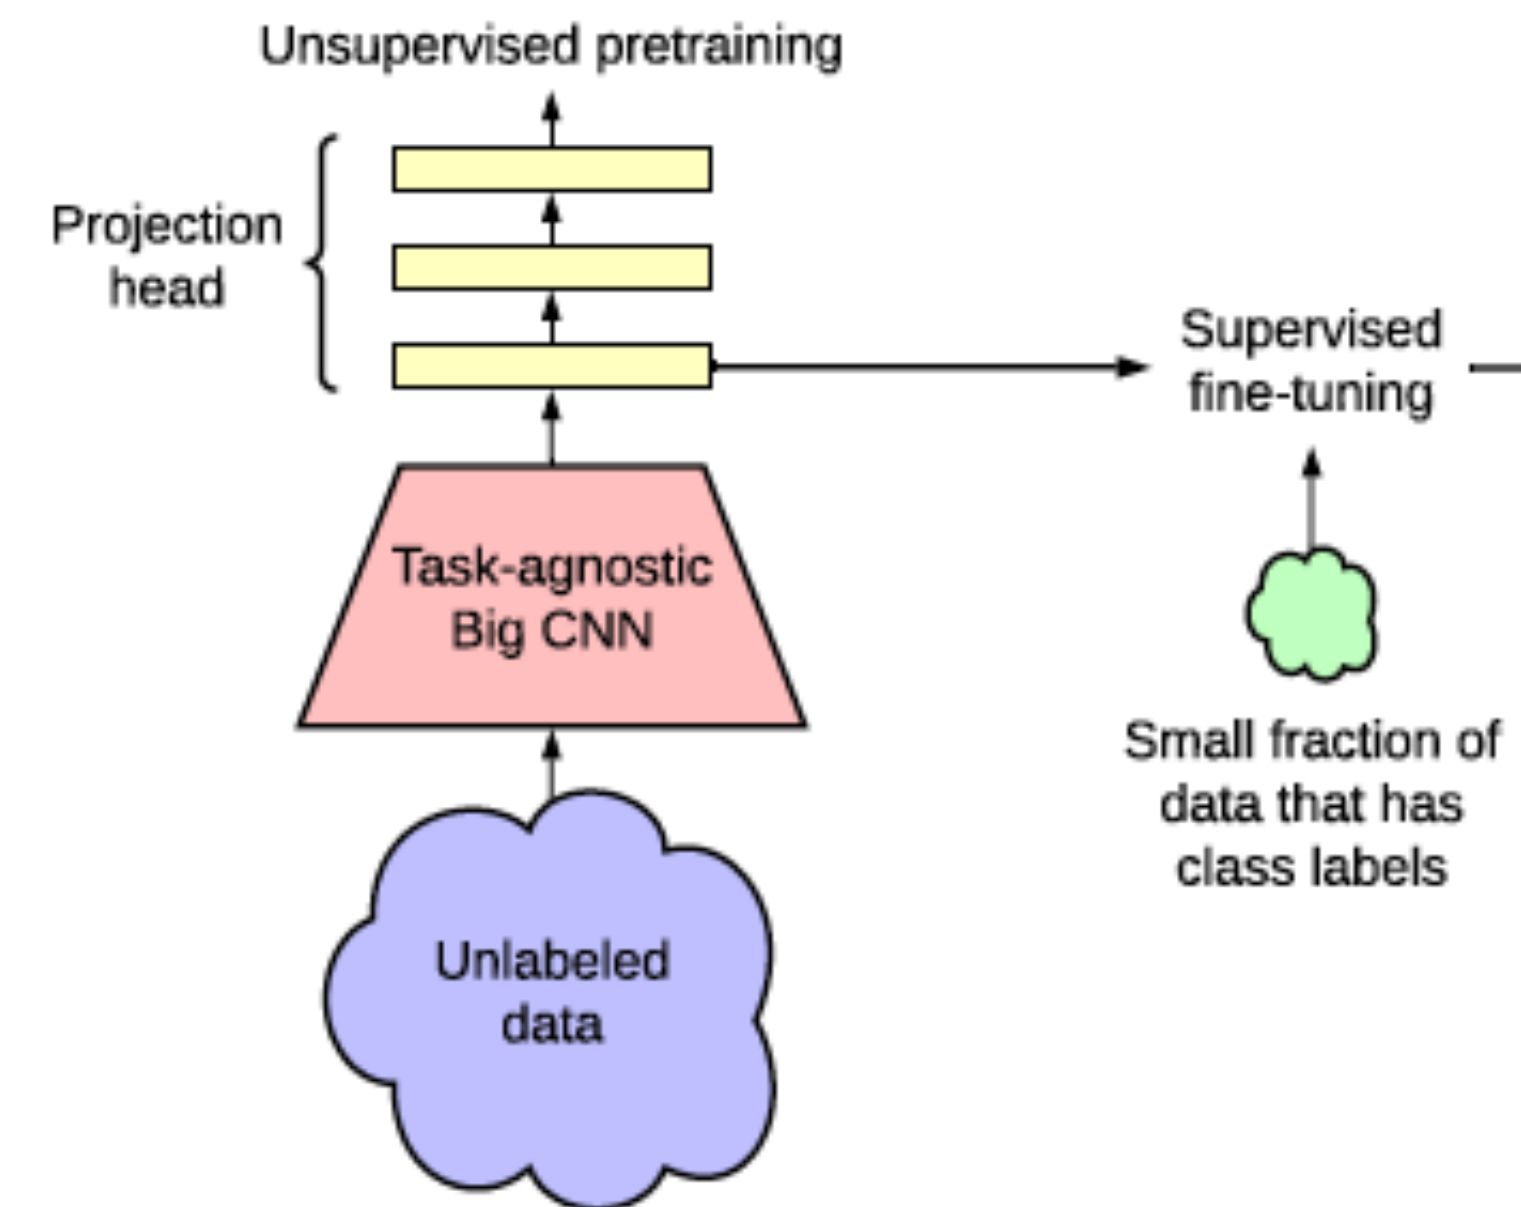 Unsupervised pretraining
Projection
head
Supervised
fine-tuning
Task-agnostic
Big CNN
Small fraction of
data that has
class labels
Unlabeled
data